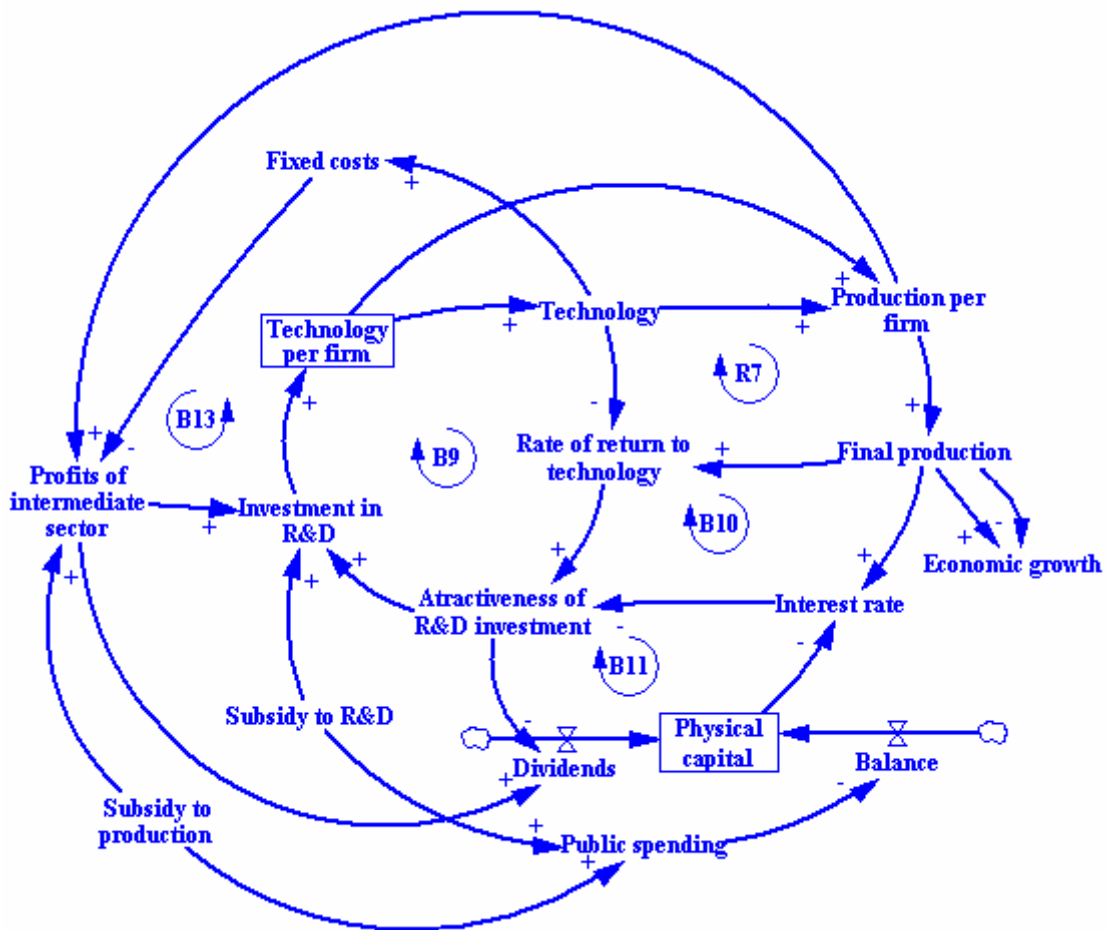 Fixed costs
+
+
Technology
Production per
firm
+
+
Technology
per firm
+
R7
-
+
B13
+
B9
+
-
Rate of return to
technology
+
Final production
Profits of
intermediate
sector
+
Investment in
R&D
B10
+
-
Economic growth
+
+
+
+
+
Atractiveness of
R&D investment
-
Interest rate
-
B11
Subsidy to R&D
-
Physical
capital
Dividends
Balance
+
-
Subsidy to
production
+
+
Public spending